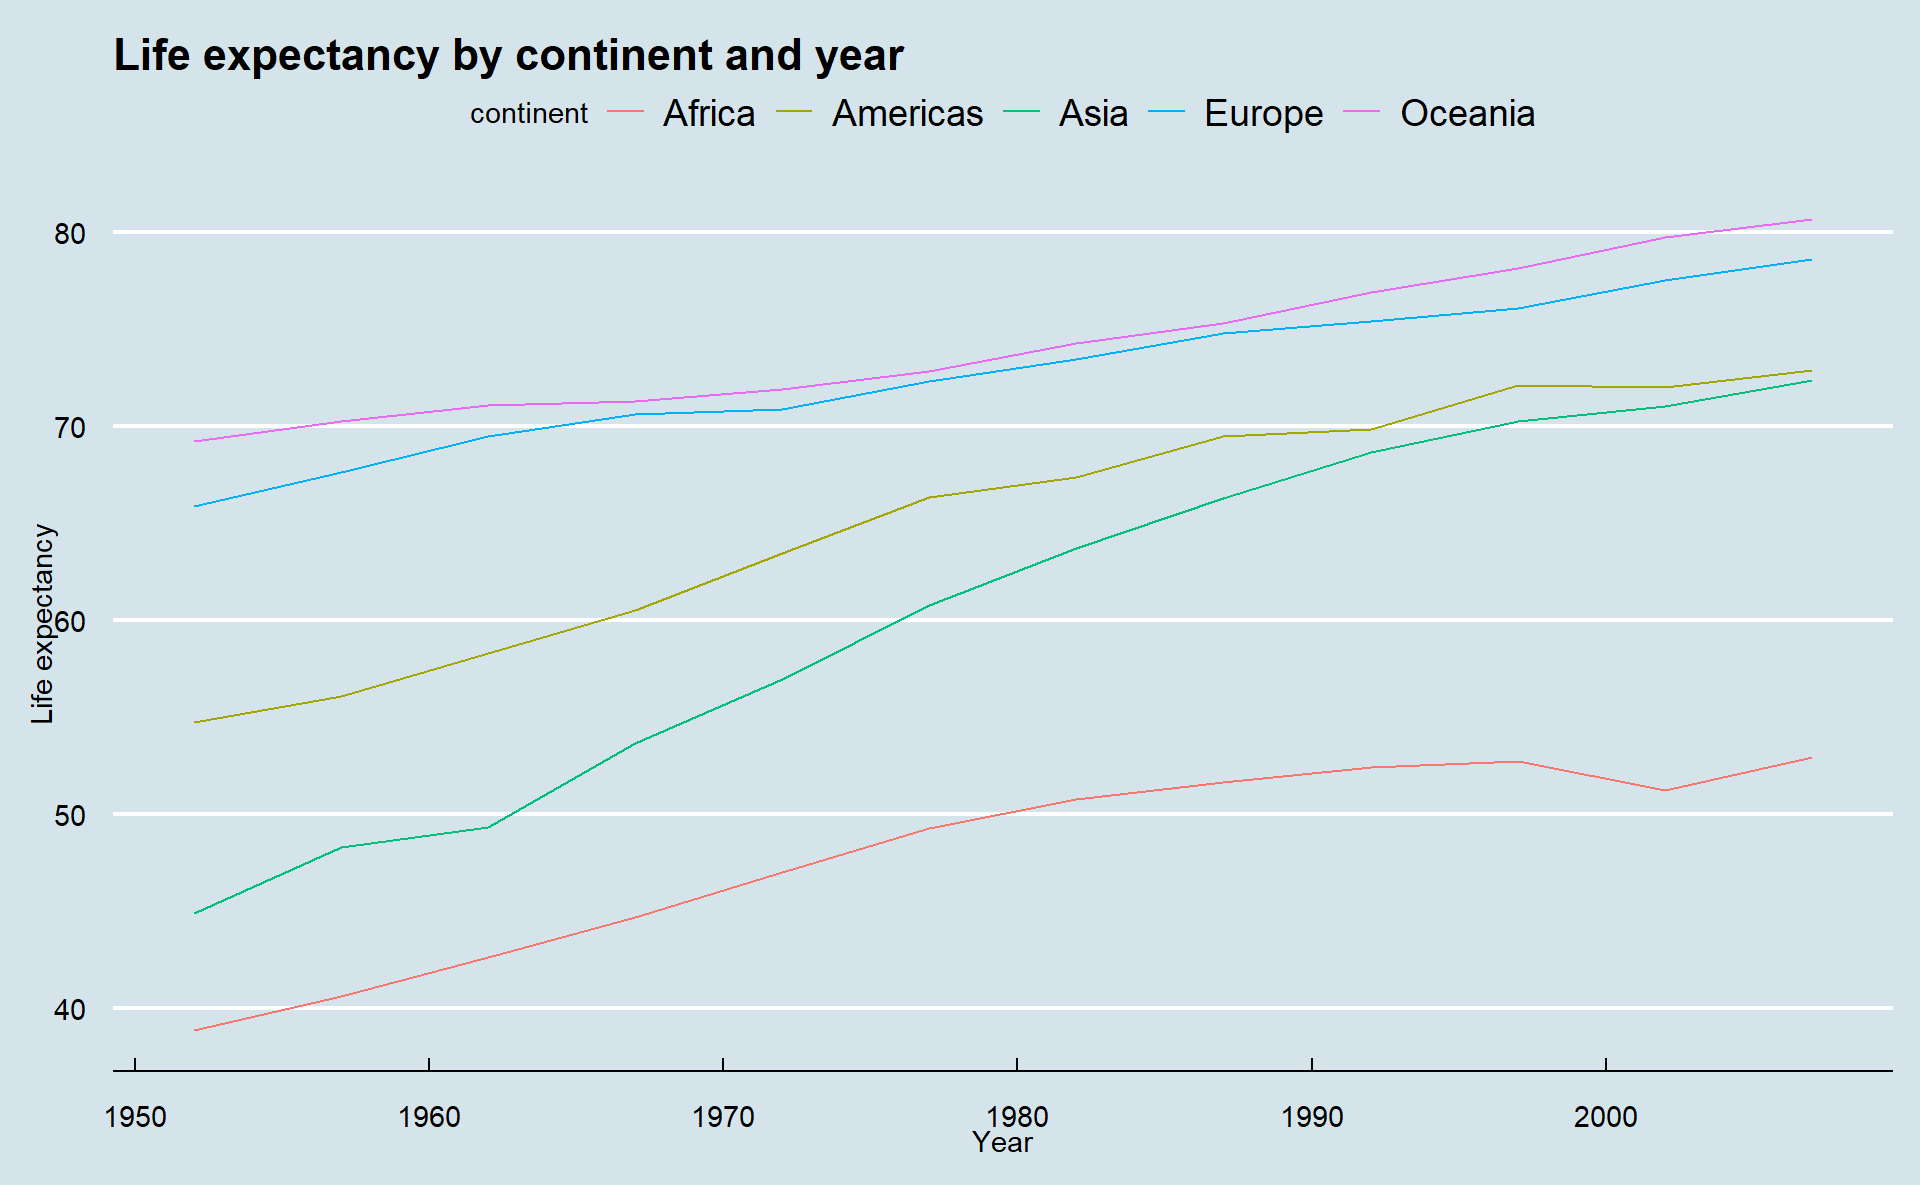 Life expectancy by continent and year
continent Africa Americas Asia Europe Oceania
80
70
60
50
40
Life expectancy
1950 1960 1970 1980 1990 2000
Year